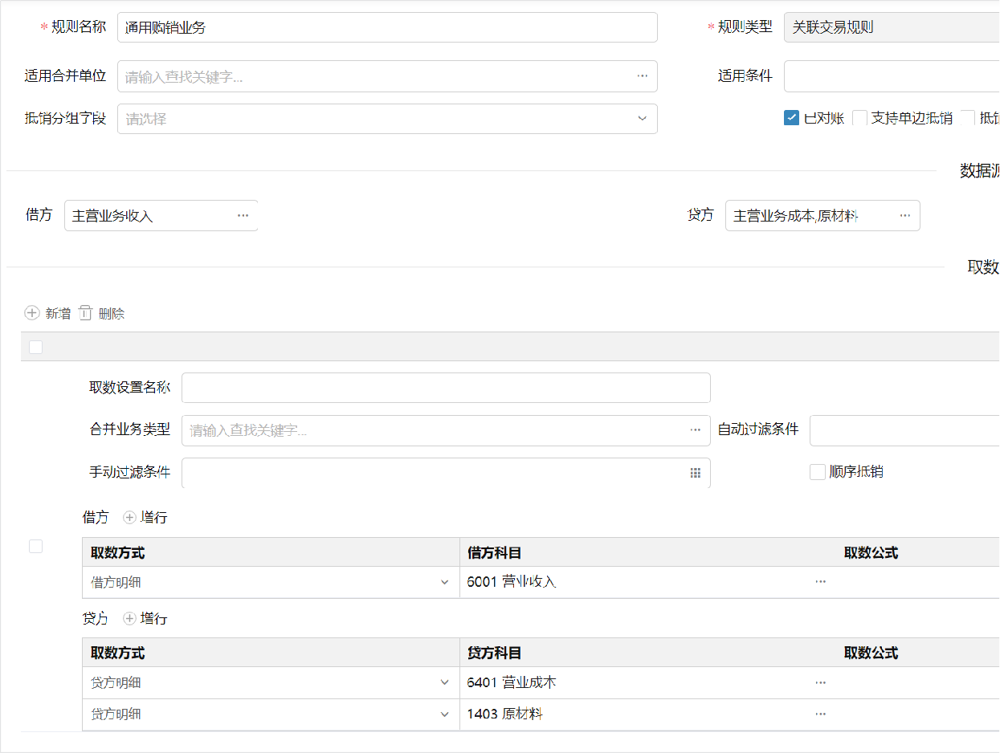 * 规则名称 通用购销业务 * 规则类型 关联交易规则
适用合并单位 请输入查找关键字... ... 适用条件
抵销分组字段 请选择 已对账 支持单边抵销 抵销
数据源
借方 主营业务收入 ... 贷方 主营业务成本,原材料 ...
取数
新增 删除
取数设置名称
合并业务类型 请输入查找关键字... ... 自动过滤条件
手动过滤条件 顺序抵销
借方 增行
取数方式 借方科目 取数公式
借方明细 6001 营业收入 ...
贷方 增行
取数方式 贷方科目 取数公式
贷方明细 6401 营业成本 ...
贷方明细 1403 原材料 ...